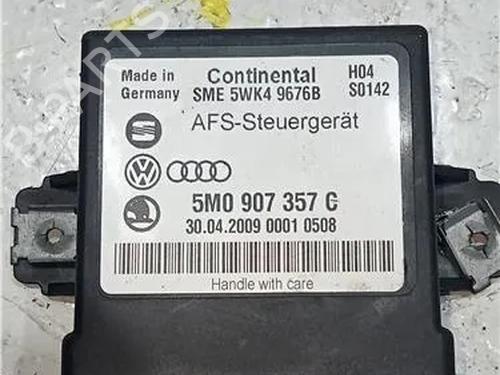 B-PARTS
Made in Germany
Continental
SME 5WK4 9676B
H04
S0142
AFS-Steuergerät
5M0 907 357 C
30.04.2009 0001 0508
Handle with care